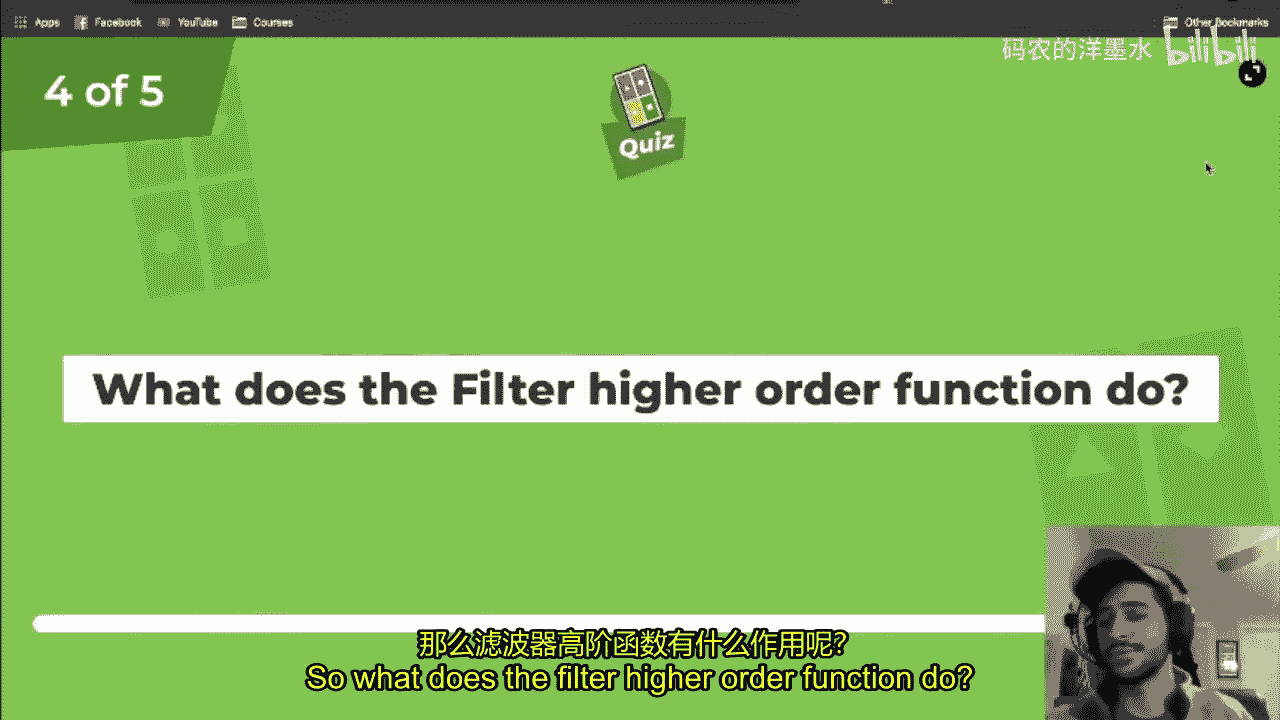 Apps Facebook YouTube Courses Other Bookmarks
码农的洋墨水 bilibili
4 of 5
Quiz
What does the Filter higher order function do?
那么滤波器高阶函数有什么作用呢?
So what does the filter higher order function do?